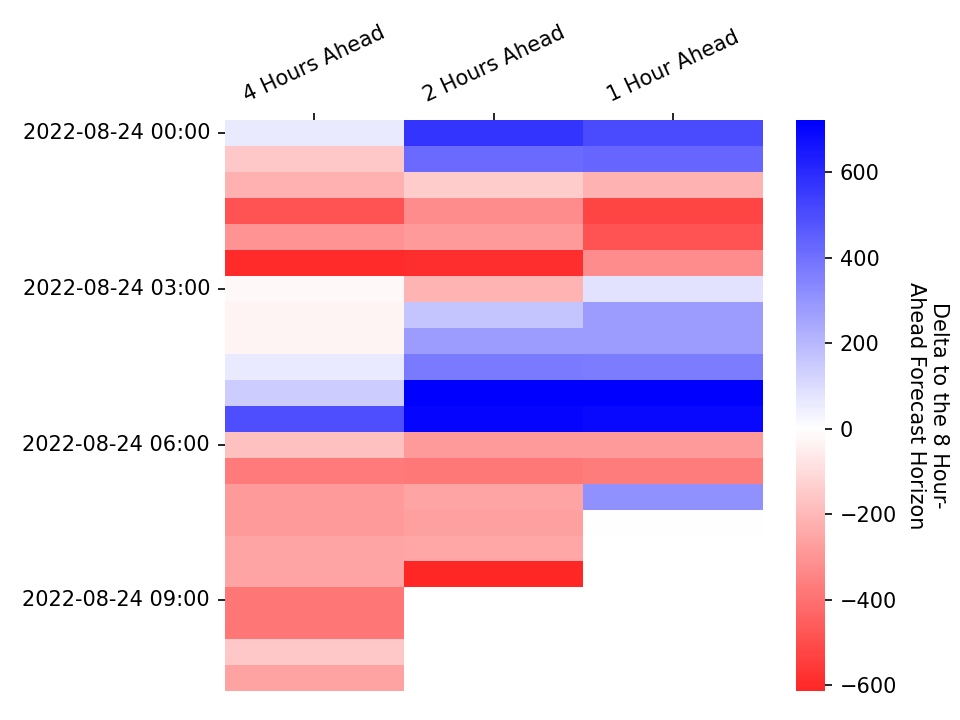 4 Hours Ahead
2 Hours Ahead
1 Hour Ahead
2022-08-24 00:00
2022-08-24 03:00
2022-08-24 06:00
2022-08-24 09:00
600
400
200
0
−200
−400
−600
Delta to the 8 Hour-
Ahead Forecast Horizon